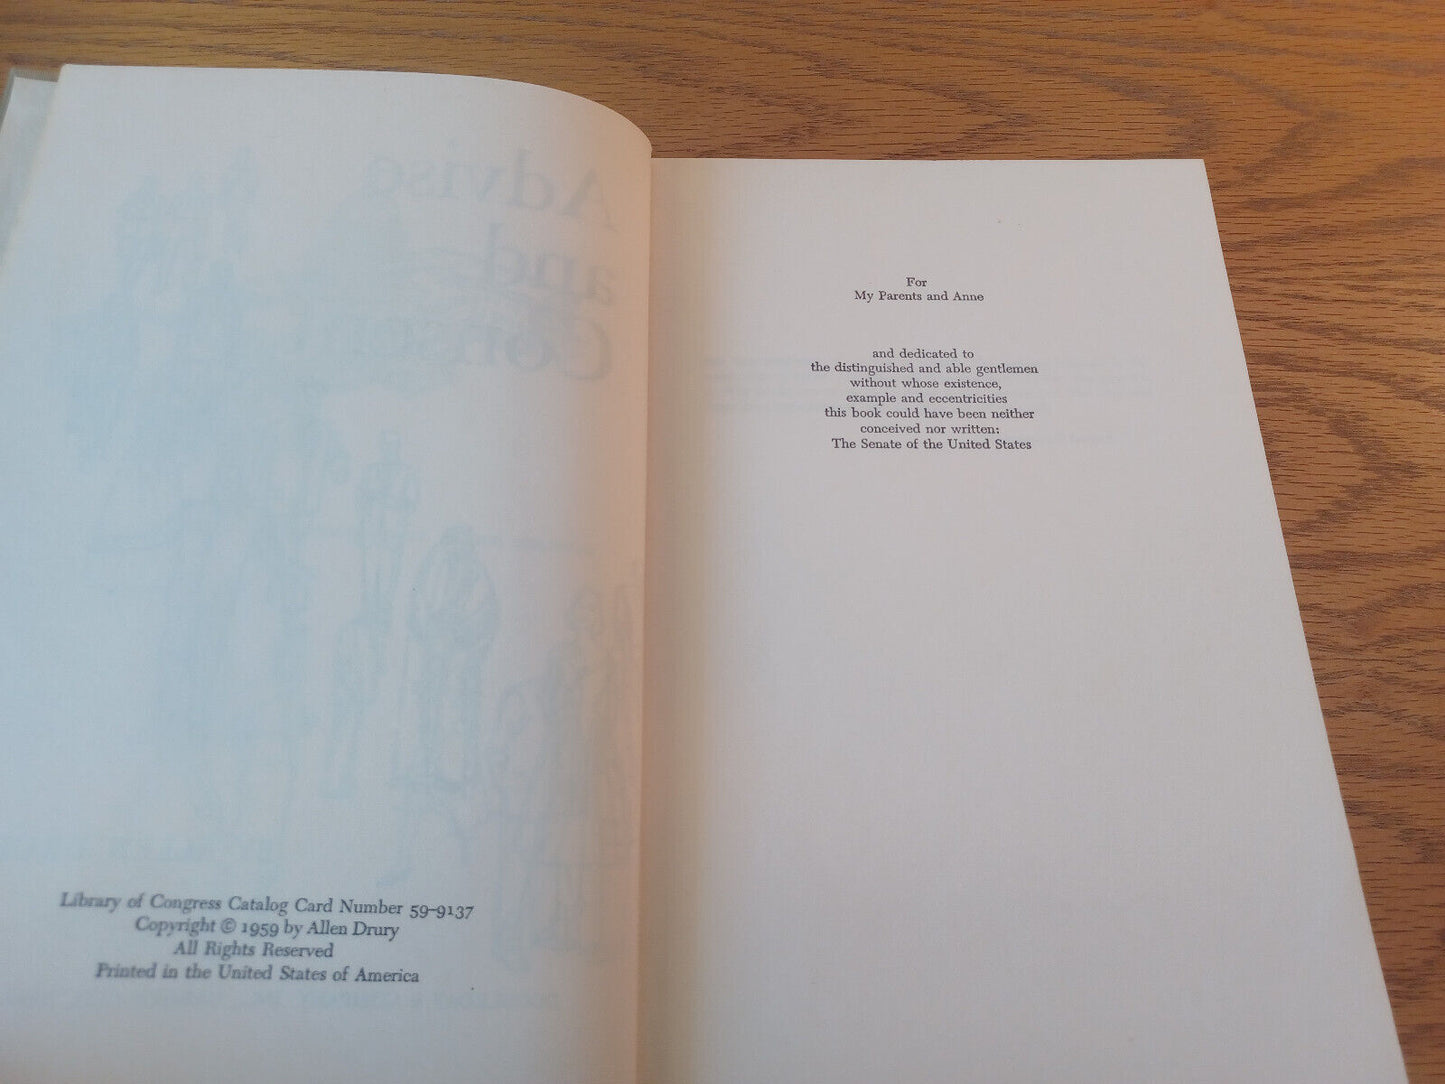 Advise
and
Consent
Library of Congress Catalog Card Number 59-9137
Copyright © 1959 by Allen Drury
All Rights Reserved
Printed in the United States of America
For
My Parents and Anne
and dedicated to
the distinguished and able gentlemen
without whose existence,
example and eccentricities
this book could have been neither
conceived nor written:
The Senate of the United States